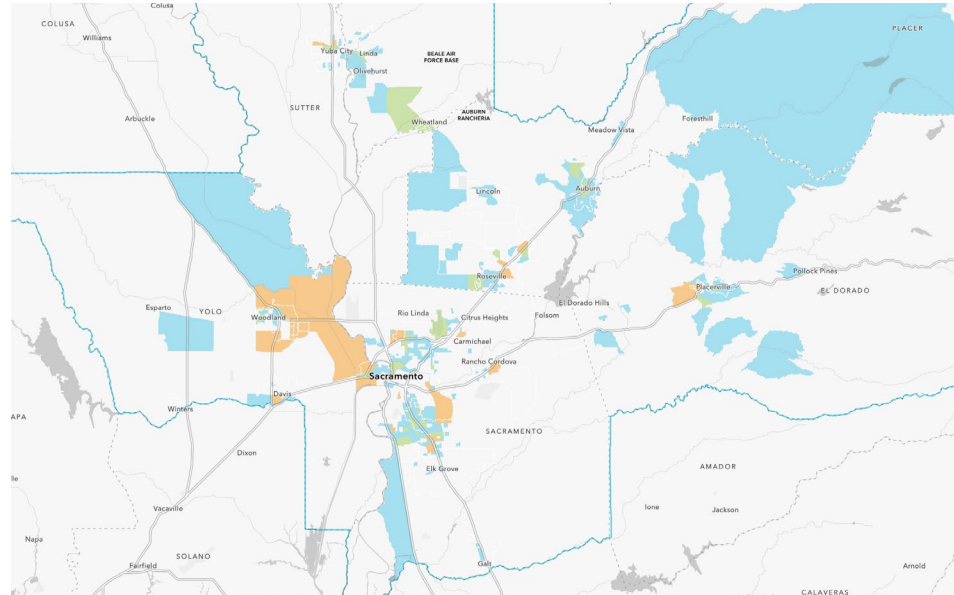 Colusa
COLUSA
Williams
PLACER
Yuba City
Linda
BEALE AIR
FORCE BASE
Olivehurst
SUTTER
Arbuckle
AUBURN
RANCHERIA
Wheatland
Foresthill
Meadow Vista
Lincoln
Auburn
Roseville
Pollock Pines
Placerville
EL DORADO
Esparto
YOLO
Woodland
Rio Linda
Citrus Heights
El Dorado Hills
Folsom
Carmichael
Rancho Cordova
Sacramento
Davis
Winters
APA
SACRAMENTO
Dixon
Elk Grove
AMADOR
lle
Vacaville
Ione
Jackson
Napa
SOLANO
Fairfield
Galt
Arnold
CALAVERAS